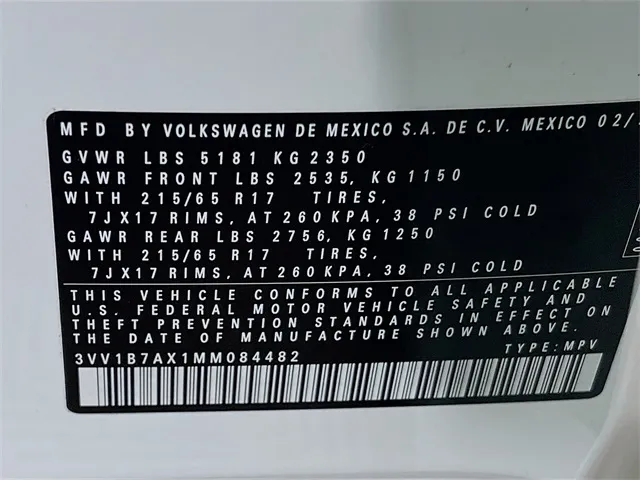 MFD BY VOLKSWAGEN DE MEXICO S.A. DE C.V. MEXICO 02/
GVWR LBS 5181 KG 2350
GAWR FRONT LBS 2535, KG 1150
WITH 215/65 R17 TIRES,
7JX17 RIMS, AT 260 KPA, 38 PSI COLD
GAWR REAR LBS 2756, KG 1250
WITH 215/65 R17 TIRES,
7JX17 RIMS, AT 260 KPA, 38 PSI COLD
THIS VEHICLE CONFORMS TO ALL APPLICABLE
U.S. FEDERAL MOTOR VEHICLE SAFETY AND
THEFT PREVENTION STANDARDS IN EFFECT ON
THE DATE OF MANUFACTURE SHOWN ABOVE.
3VV1B7AX1MM084482 TYPE: MPV